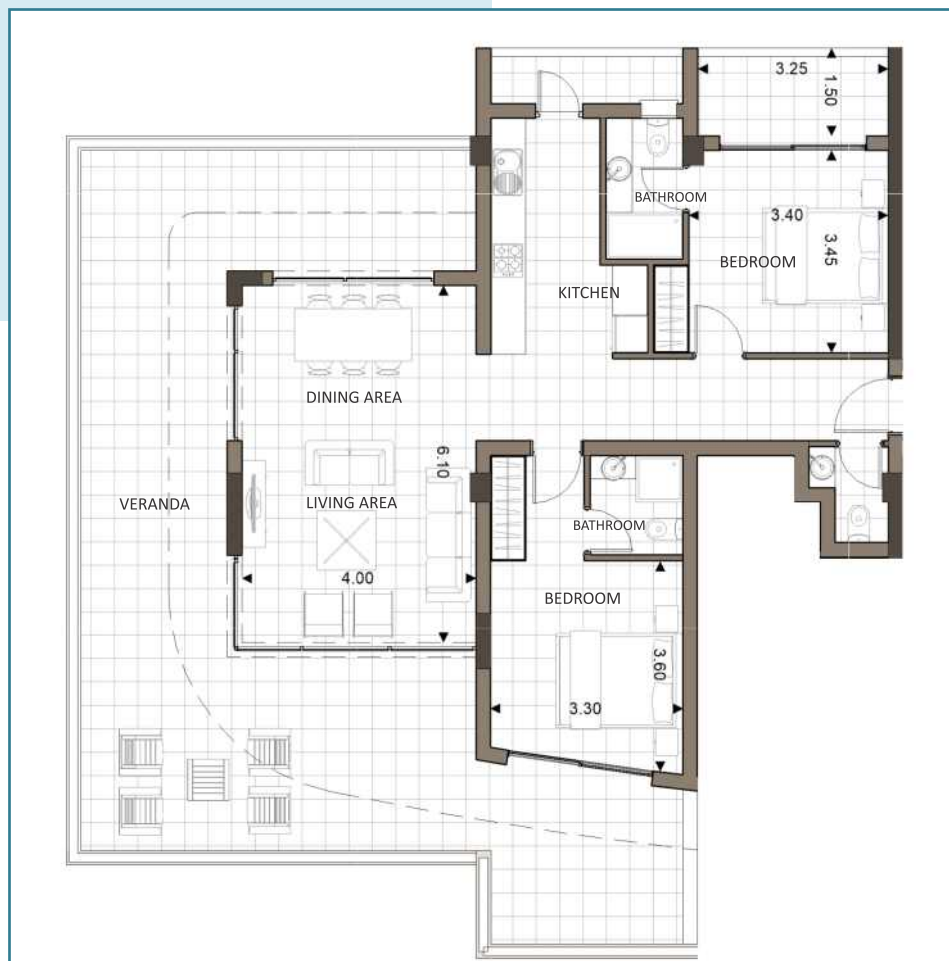 3.25
1.50
BATHROOM
3.40
3.45
BEDROOM
KITCHEN
DINING AREA
6.10
VERANDA
LIVING AREA
BATHROOM
4.00
BEDROOM
3.60
3.30